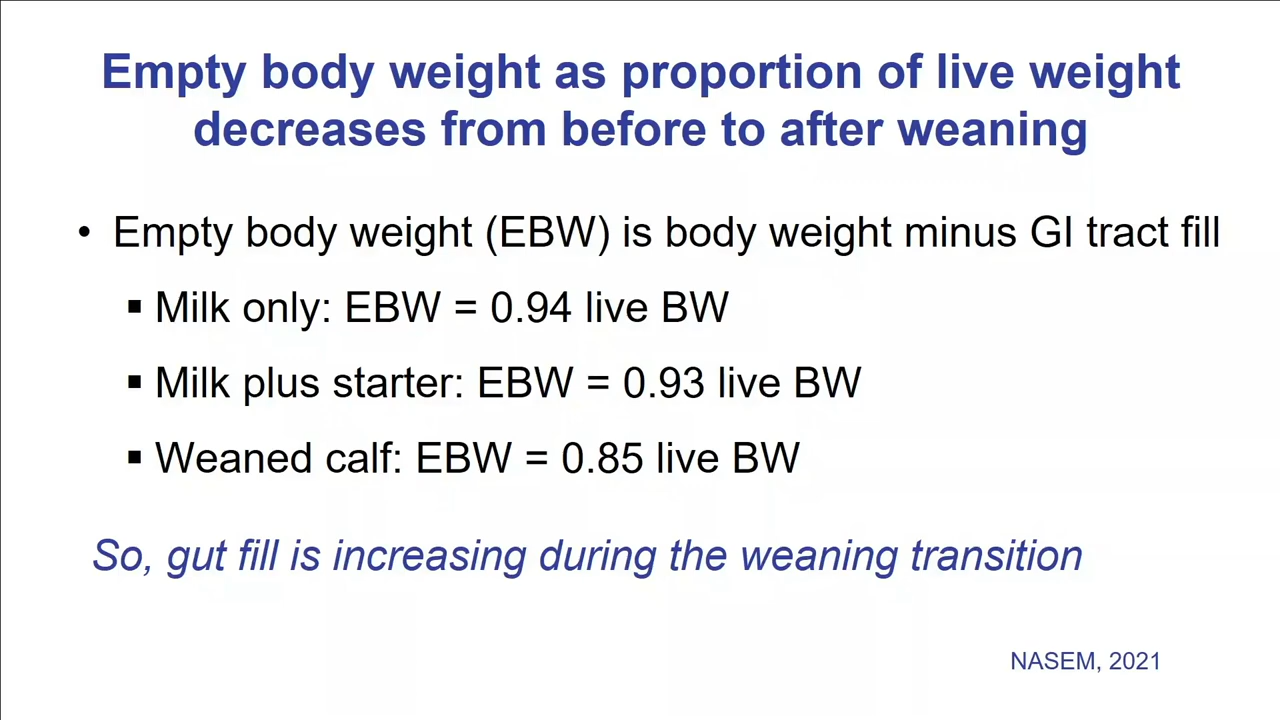 Empty body weight as proportion of live weight
decreases from before to after weaning
• Empty body weight (EBW) is body weight minus GI tract fill
▪ Milk only: EBW = 0.94 live BW
▪ Milk plus starter: EBW = 0.93 live BW
▪ Weaned calf: EBW = 0.85 live BW
So, gut fill is increasing during the weaning transition
NASEM, 2021